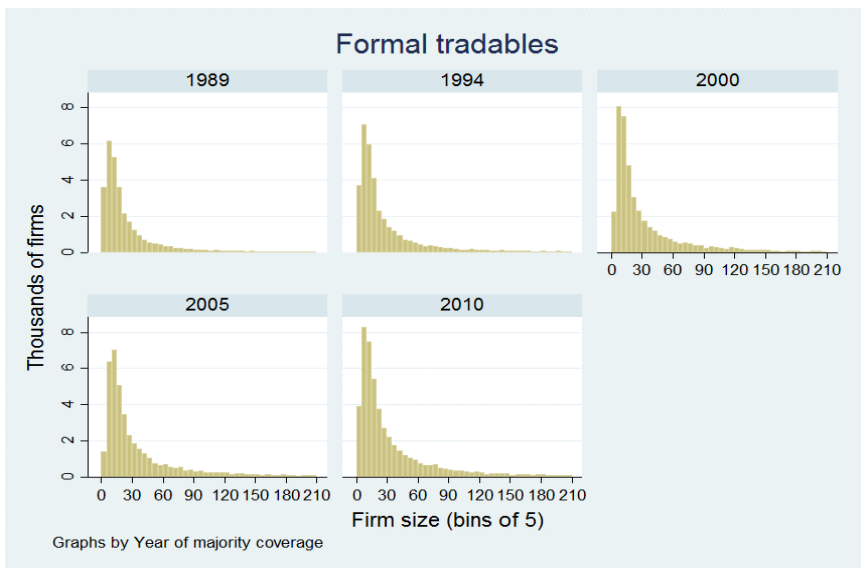 Formal tradables
1989
1994
2000
Thousands of firms
8
6
4
2
0
0 30 60 90 120 150 180 210
2005
2010
8
6
4
2
0
0 30 60 90 120 150 180 210
0 30 60 90 120 150 180 210
Firm size (bins of 5)
Graphs by Year of majority coverage